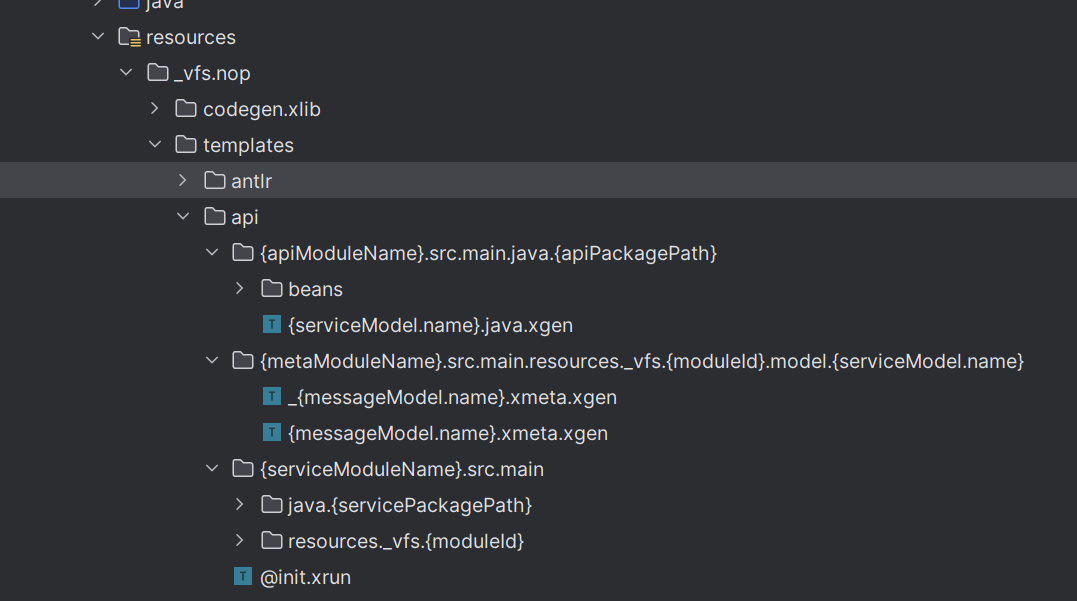 java
resources
_vfs.nop
codegen.xlib
templates
antlr
api
{apiModuleName}.src.main.java.{apiPackagePath}
beans
T {serviceModel.name}.java.xgen
{metaModuleName}.src.main.resources._vfs.{moduleId}.model.{serviceModel.name}
T _{messageModel.name}.xmeta.xgen
T {messageModel.name}.xmeta.xgen
{serviceModuleName}.src.main
java.{servicePackagePath}
resources._vfs.{moduleId}
T @init.xrun